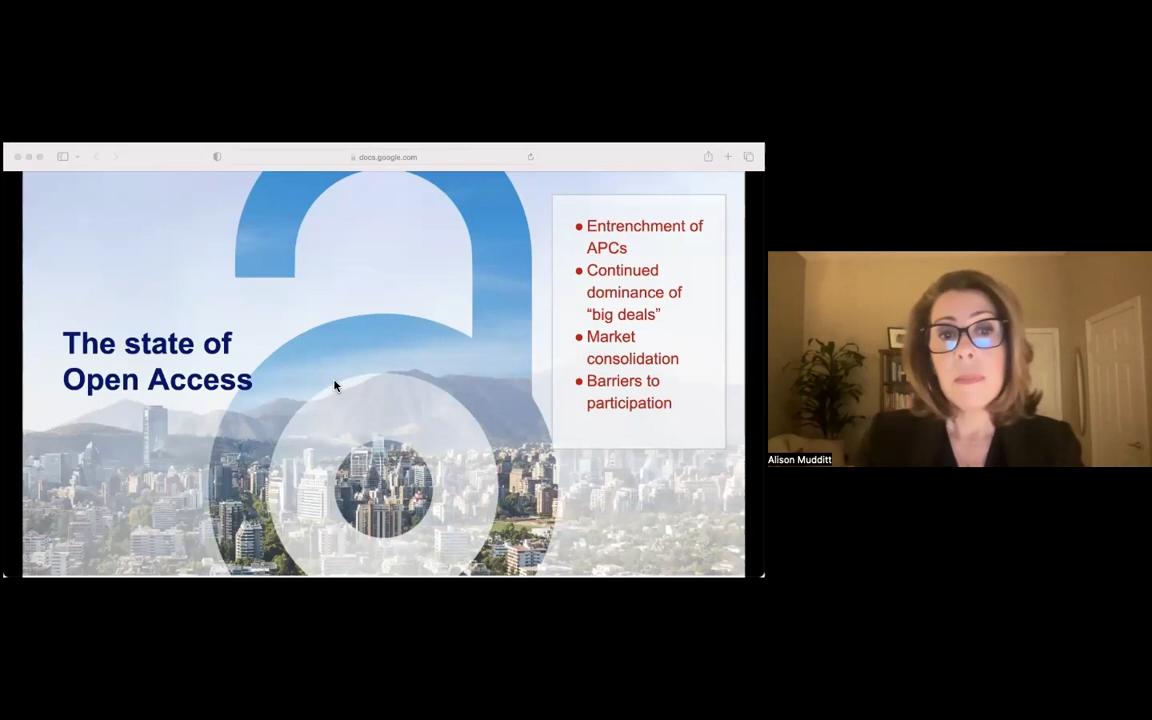 docs.google.com
The state of
Open Access
● Entrenchment of
APCs
● Continued
dominance of
“big deals”
● Market
consolidation
● Barriers to
participation
Alison Mudditt